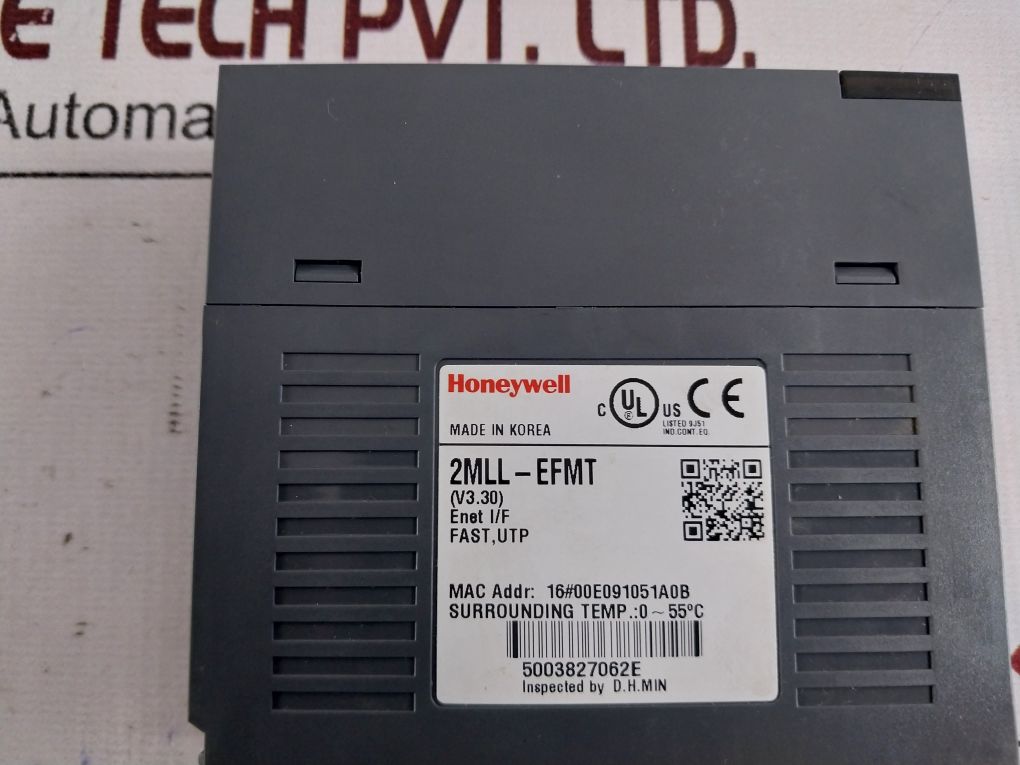 E TECH PVT. LTD.
Automa
Honeywell
MADE IN KOREA
C UL US
LISTED 9J51
IND.CONT.EQ.
CE
2MLL-EFMT
(V3.30)
Enet I/F
FAST,UTP
MAC Addr: 16#00E091051A0B
SURROUNDING TEMP.:0~55ºC
5003827062E
Inspected by D.H.MIN